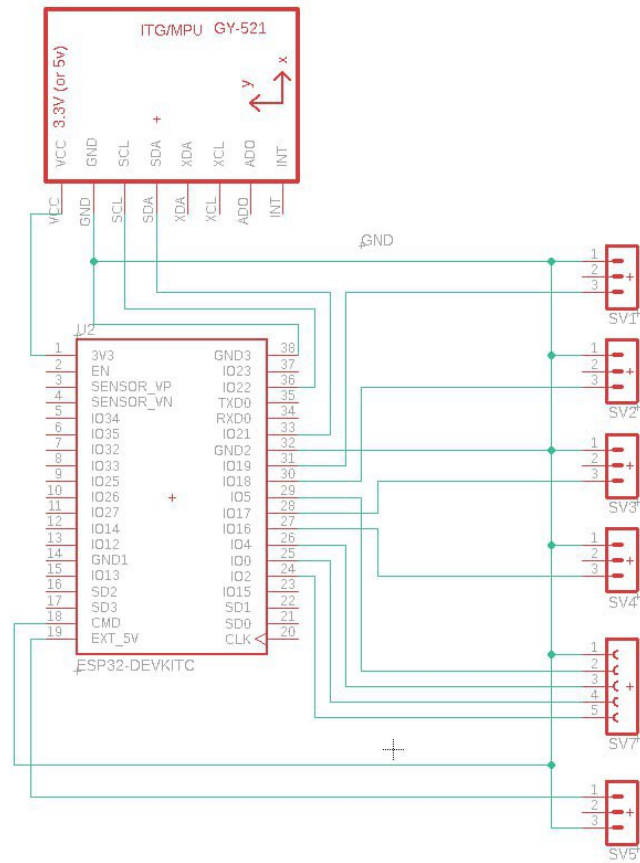 ITG/MPU GY-521
3.3V (or 5v)
x
y
VCC GND SCL SDA XDA XCL ADO INT
VCC GND SCL SDA XDA XCL ADO INT
GND
1
2
3
SV1
U2
1 3V3 GND3 38
2 EN IO23 37
3 SENSOR_VP IO22 36
4 SENSOR_VN TXD0 35
5 IO34 RXD0 34
6 IO35 IO21 33
7 IO32 GND2 32
8 IO33 IO19 31
9 IO25 IO18 30
10 IO26 IO5 29
11 IO27 IO17 28
12 IO14 IO16 27
13 IO12 IO4 26
14 GND1 IO0 25
15 IO13 IO2 24
16 SD2 IO15 23
17 SD3 SD1 22
18 CMD SD0 21
19 EXT_5V CLK 20
ESP32-DEVKITC
1
2
3
SV2
1
2
3
SV3
1
2
3
SV4
1
2
3
4
5
SV7
1
2
3
SV5